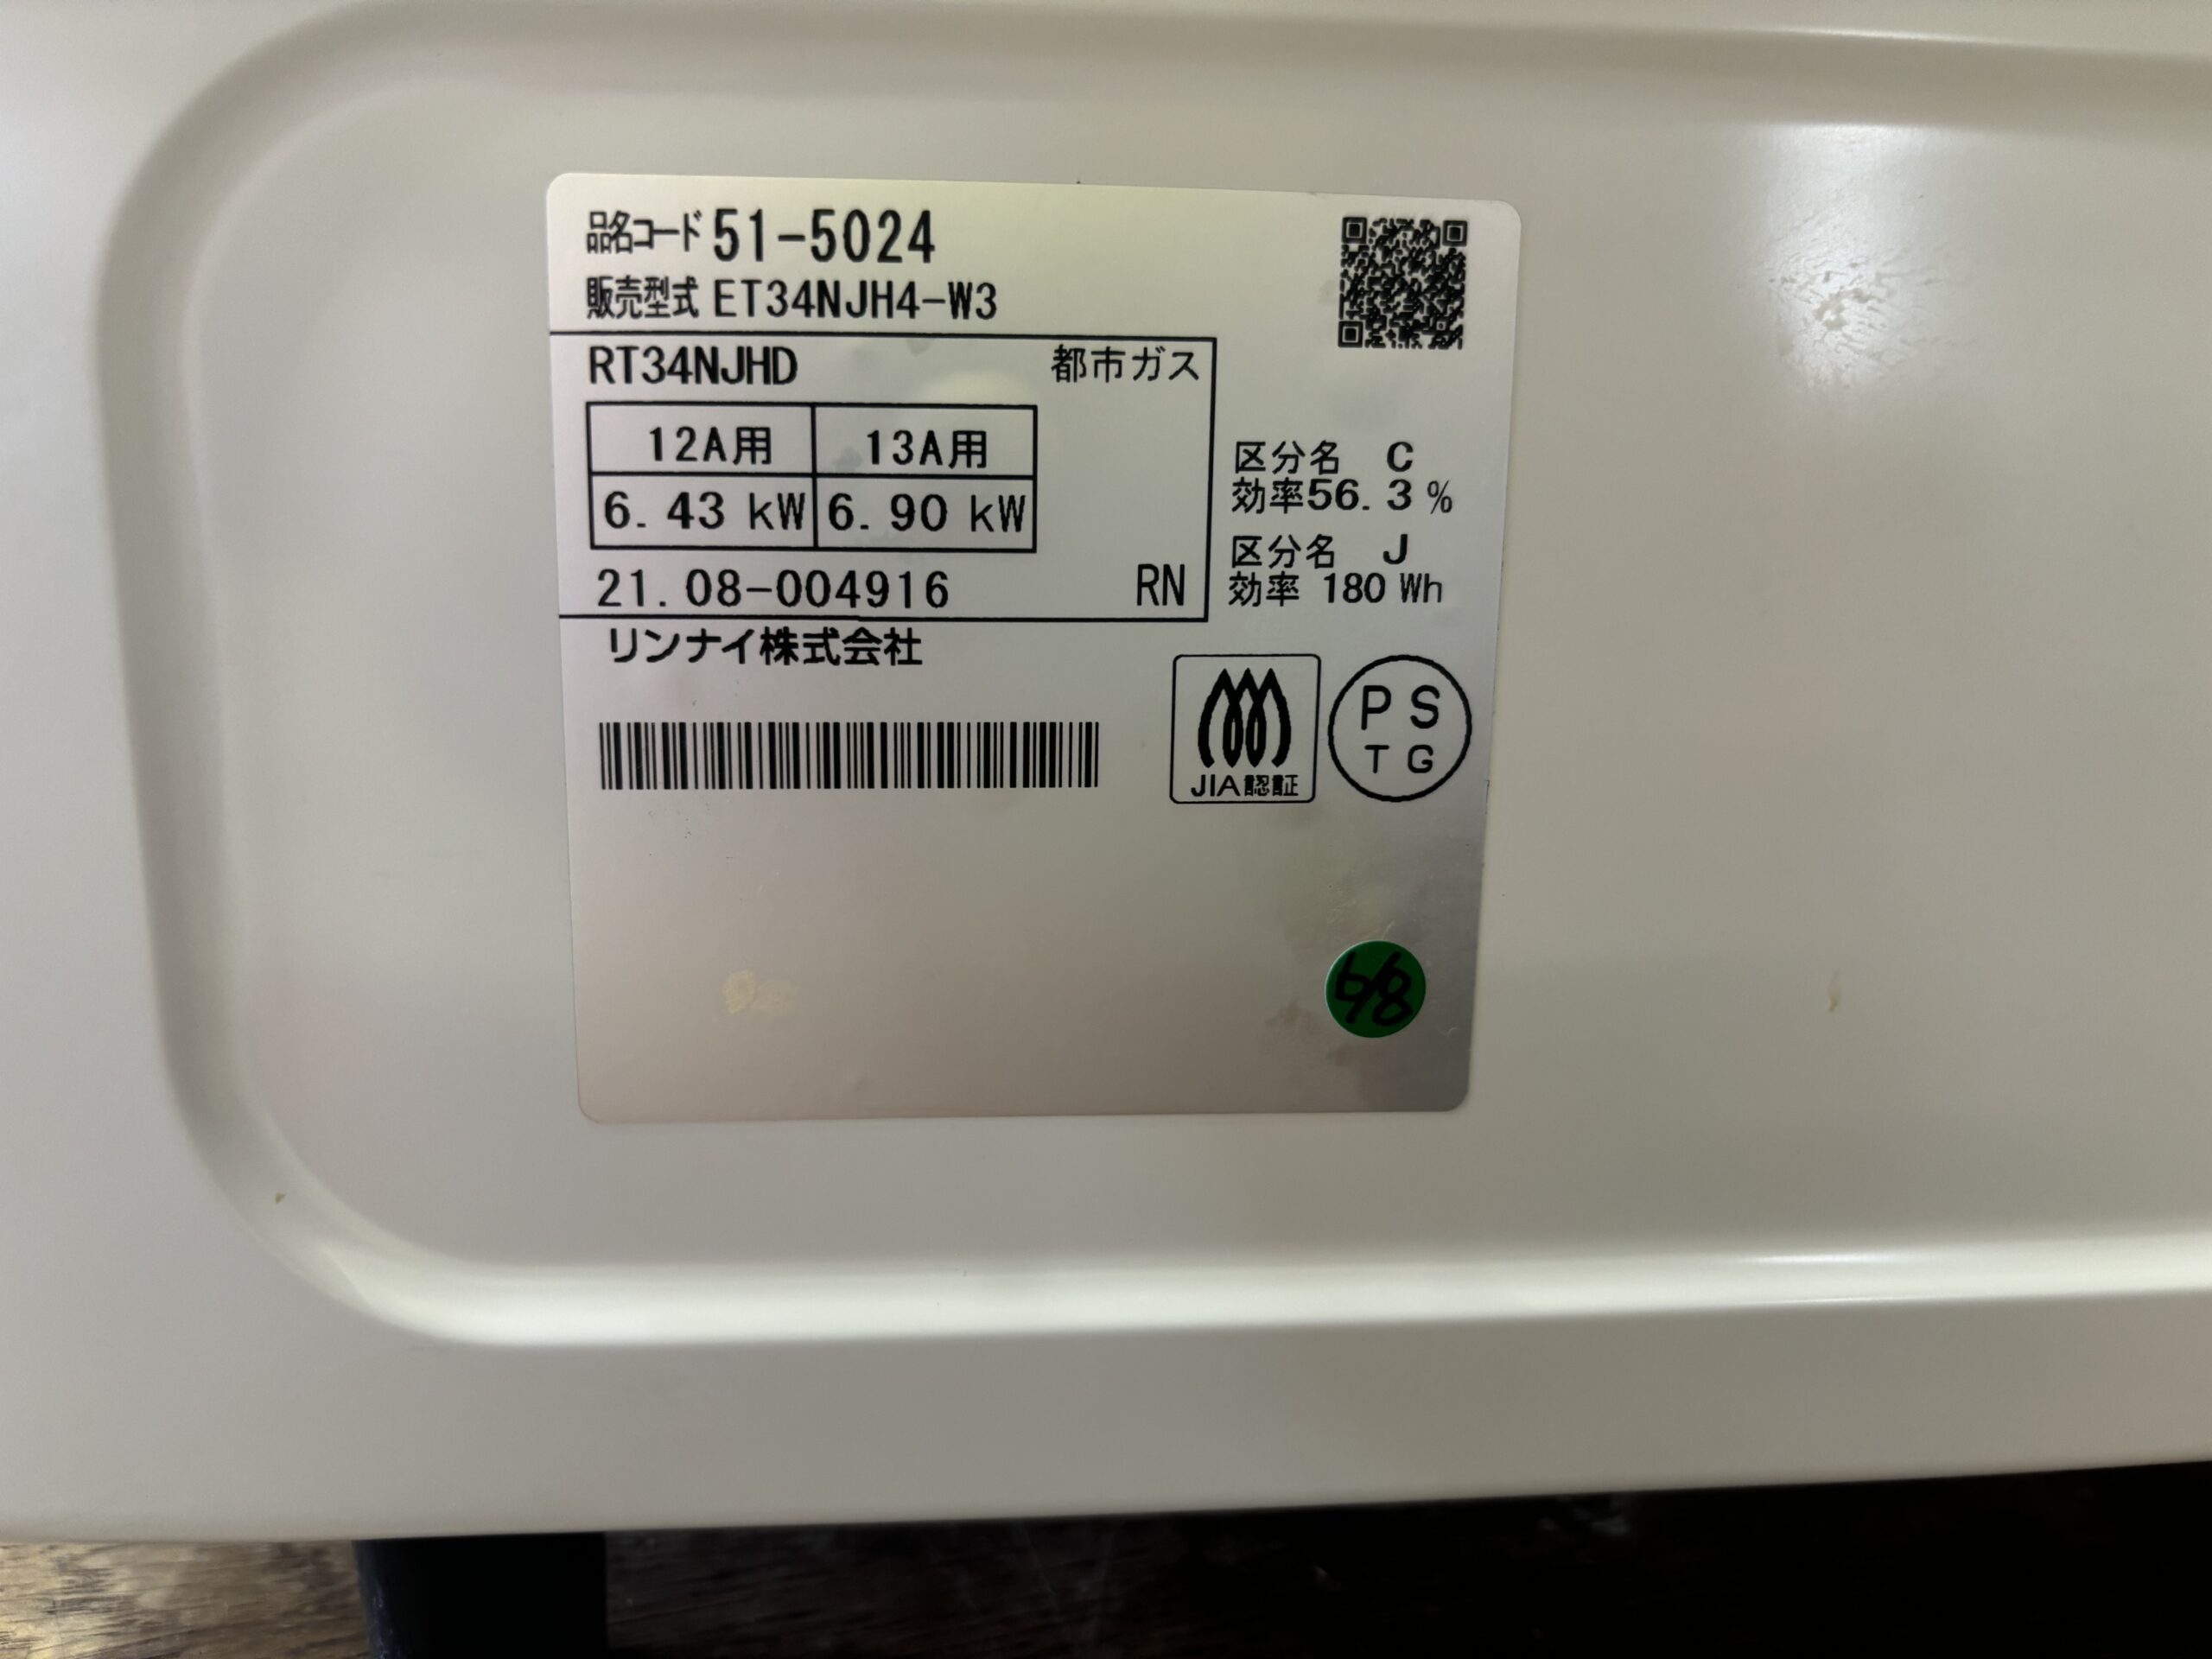 品名コード 51-5024
販売型式 ET34NJH4-W3
RT34NJHD 都市ガス
12A用 13A用
6.43 kW 6.90 kW
21.08-004916 RN
区分名 C
効率56.3 %
区分名 J
効率 180 Wh
リンナイ株式会社
JIA認証
PS
TG